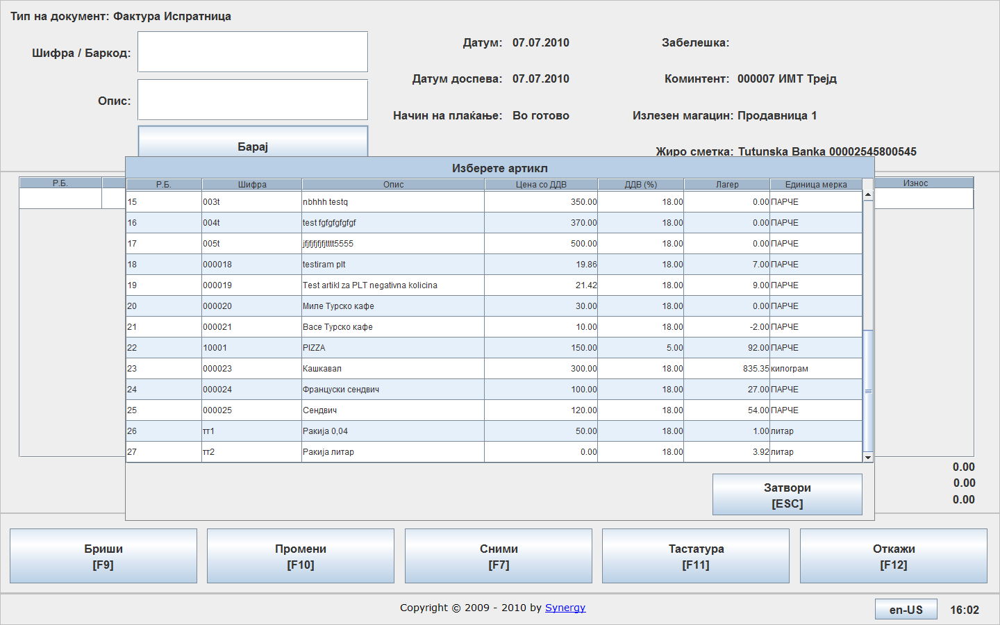 Тип на документ: Фактура Испратница
Шифра / Баркод:
Опис:
Барај
Датум: 07.07.2010
Датум доспева: 07.07.2010
Начин на плаќање: Во готово
Забелешка:
Коминтент: 000007 ИМТ Трејд
Излезен магацин: Продавница 1
Жиро сметка: Tutunska Banka 00002545800545
Р.Б. Износ
Изберете артикл
Р.Б. Шифра Опис Цена со ДДВ ДДВ (%) Лагер Единица мерка
15 003t nbhhh testq 350.00 18.00 0.00 ПАРЧЕ
16 004t test fgfgfgfgfgf 370.00 18.00 0.00 ПАРЧЕ
17 005t jfjfjfjfjfjtttt5555 500.00 18.00 0.00 ПАРЧЕ
18 000018 testiram plt 19.86 18.00 7.00 ПАРЧЕ
19 000019 Test artikl za PLT negativna kolicina 21.42 18.00 9.00 ПАРЧЕ
20 000020 Миле Турско кафе 30.00 18.00 0.00 ПАРЧЕ
21 000021 Васе Турско кафе 10.00 18.00 -2.00 ПАРЧЕ
22 10001 PIZZA 150.00 5.00 92.00 ПАРЧЕ
23 000023 Кашкавал 300.00 18.00 835.35 килограм
24 000024 Француски сендвич 100.00 18.00 27.00 ПАРЧЕ
25 000025 Сендвич 120.00 18.00 54.00 ПАРЧЕ
26 тт1 Ракија 0,04 50.00 18.00 1.00 литар
27 тт2 Ракија литар 0.00 18.00 3.92 литар
Затвори
[ESC]
0.00
0.00
0.00
Бриши
[F9]
Промени
[F10]
Сними
[F7]
Тастатура
[F11]
Откажи
[F12]
Copyright © 2009 - 2010 by Synergy
en-US 16:02